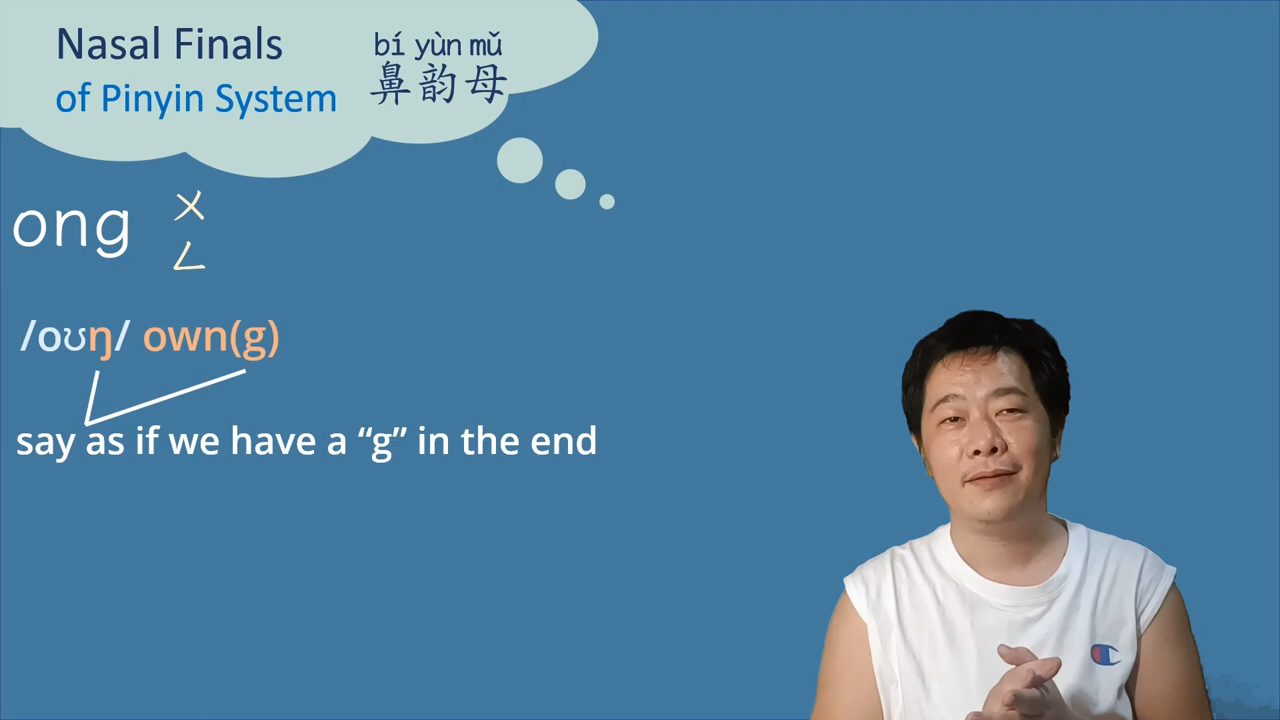 Nasal Finals
of Pinyin System
bí yùn mǔ
鼻韵母
ong ㄨㄥ
/oʊŋ/ own(g)
say as if we have a “g” in the end